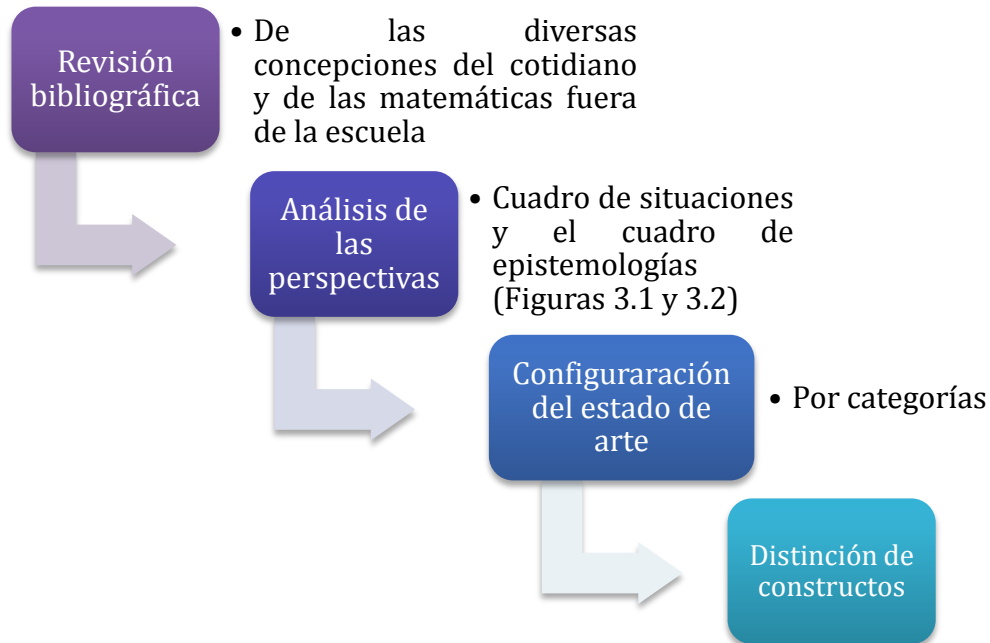 Revisión
bibliográfica
• De las diversas
concepciones del cotidiano
y de las matemáticas fuera
de la escuela
Análisis de
las
perspectivas
• Cuadro de situaciones
y el cuadro de
epistemologías
(Figuras 3.1 y 3.2)
Configuraración
del estado de
arte
• Por categorías
Distinción de
constructos